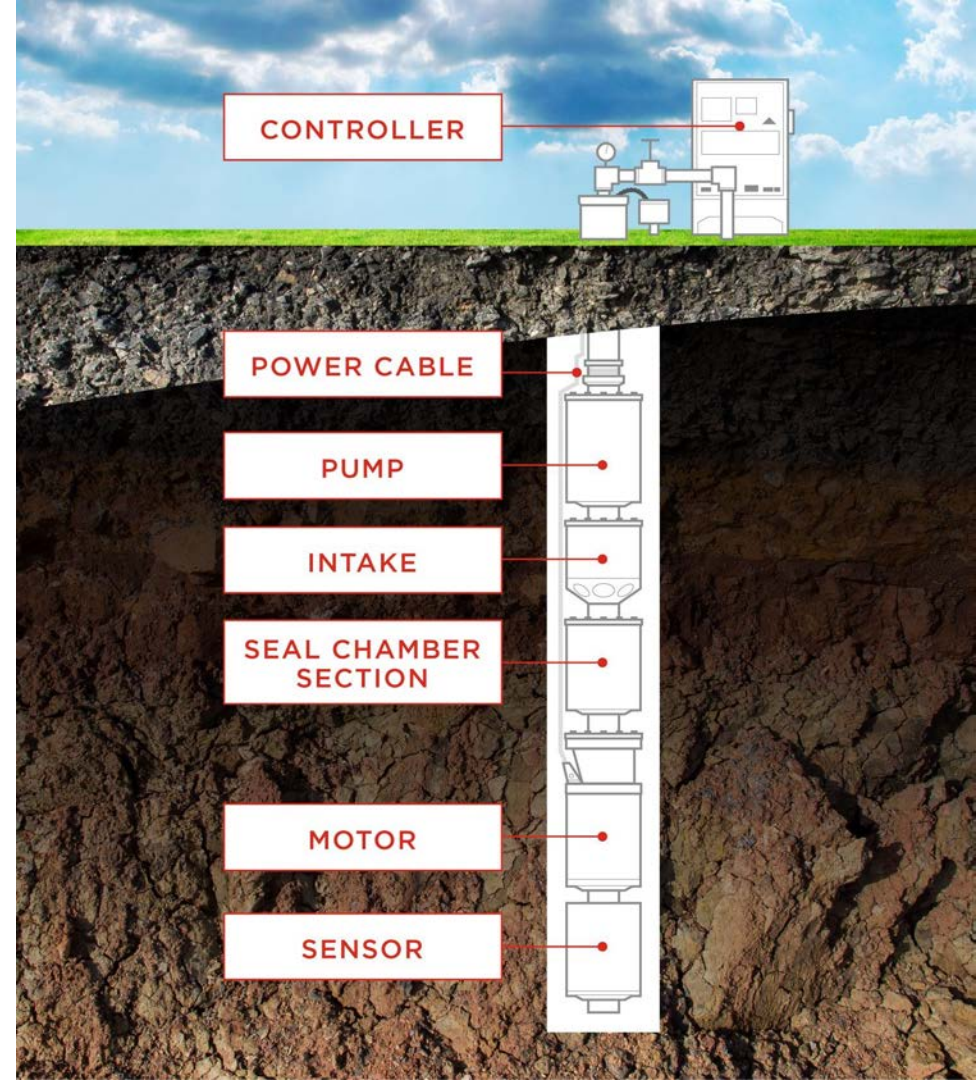 CONTROLLER
POWER CABLE
PUMP
INTAKE
SEAL CHAMBER
SECTION
MOTOR
SENSOR